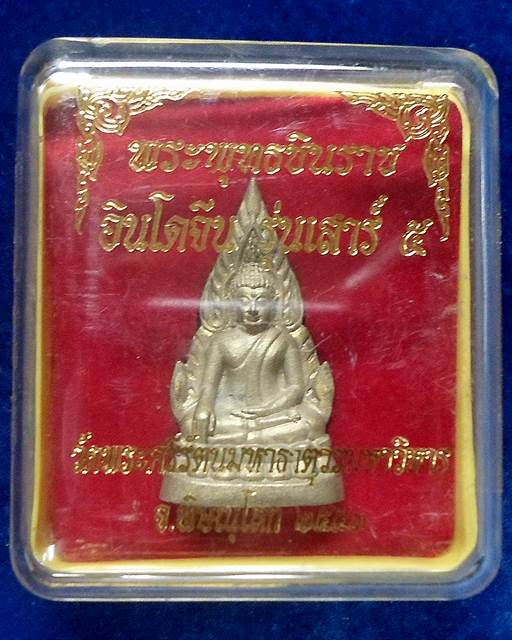 พระพุทธชินราช
อินโดจีน รุ่นเสาร์ ๕
วัดพระศรีรัตนมหาธาตุวรมหาวิหาร
จ.พิษณุโลก